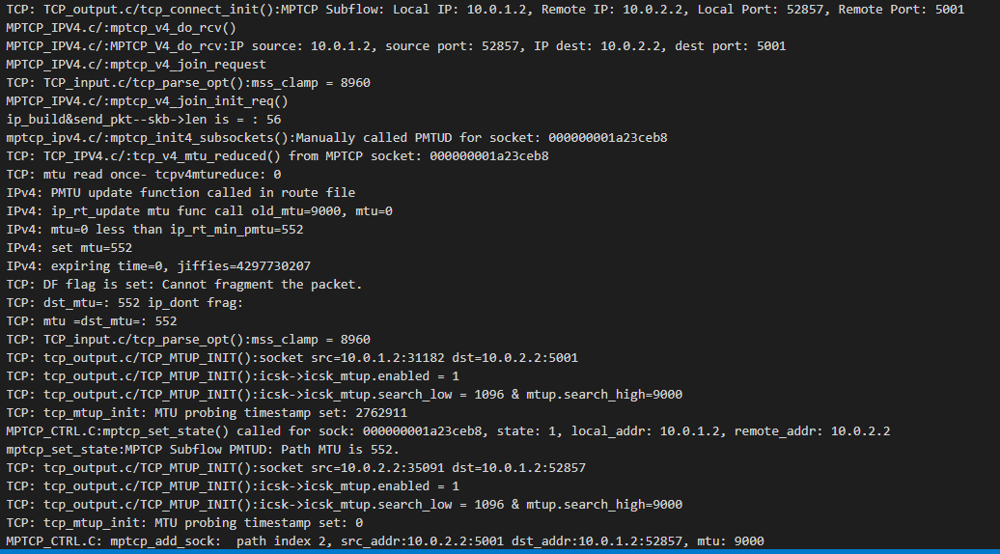 TCP: TCP_output.c/tcp_connect_init():MPTCP Subflow: Local IP: 10.0.1.2, Remote IP: 10.0.2.2, Local Port: 52857, Remote Port: 5001
MPTCP_IPV4.c/:mptcp_v4_do_rcv()
MPTCP_IPV4.c/:MPTCP_V4_do_rcv:IP source: 10.0.1.2, source port: 52857, IP dest: 10.0.2.2, dest port: 5001
MPTCP_IPV4.c/:mptcp_v4_join_request
TCP: TCP_input.c/tcp_parse_opt():mss_clamp = 8960
MPTCP_IPV4.c/:mptcp_v4_join_init_req()
ip_build&send_pkt--skb->len is = : 56
mptcp_ipv4.c/:mptcp_init4_subsockets():Manually called PMTUD for socket: 000000001a23ceb8
TCP: TCP_IPV4.c/:tcp_v4_mtu_reduced() from MPTCP socket: 000000001a23ceb8
TCP: mtu read once- tcpv4mtureduce: 0
IPv4: PMTU update function called in route file
IPv4: ip_rt_update mtu func call old_mtu=9000, mtu=0
IPv4: mtu=0 less than ip_rt_min_pmtu=552
IPv4: set mtu=552
IPv4: expiring time=0, jiffies=4297730207
TCP: DF flag is set: Cannot fragment the packet.
TCP: dst_mtu=: 552 ip_dont frag:
TCP: mtu =dst_mtu=: 552
TCP: TCP_input.c/tcp_parse_opt():mss_clamp = 8960
TCP: tcp_output.c/TCP_MTUP_INIT():socket src=10.0.1.2:31182 dst=10.0.2.2:5001
TCP: tcp_output.c/TCP_MTUP_INIT():icsk->icsk_mtup.enabled = 1
TCP: tcp_output.c/TCP_MTUP_INIT():icsk->icsk_mtup.search_low = 1096 & mtup.search_high=9000
TCP: tcp_mtup_init: MTU probing timestamp set: 2762911
MPTCP_CTRL.C:mptcp_set_state() called for sock: 000000001a23ceb8, state: 1, local_addr: 10.0.1.2, remote_addr: 10.0.2.2
mptcp_set_state:MPTCP Subflow PMTUD: Path MTU is 552.
TCP: tcp_output.c/TCP_MTUP_INIT():socket src=10.0.2.2:35091 dst=10.0.1.2:52857
TCP: tcp_output.c/TCP_MTUP_INIT():icsk->icsk_mtup.enabled = 1
TCP: tcp_output.c/TCP_MTUP_INIT():icsk->icsk_mtup.search_low = 1096 & mtup.search_high=9000
TCP: tcp_mtup_init: MTU probing timestamp set: 0
MPTCP_CTRL.C: mptcp_add_sock:  path index 2, src_addr:10.0.2.2:5001 dst_addr:10.0.1.2:52857, mtu: 9000